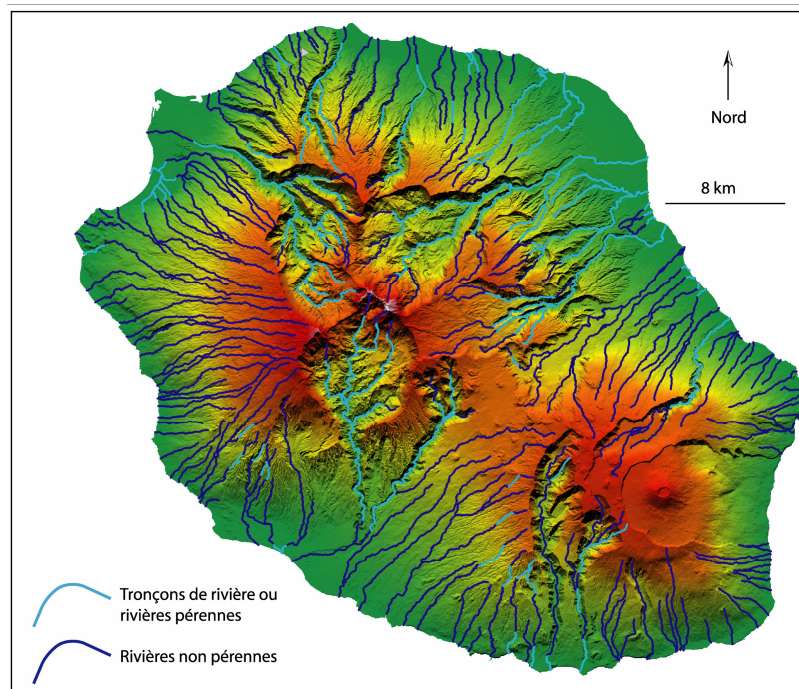 Nord
8 km
Tronçons de rivière ou
rivières pérennes
Rivières non pérennes